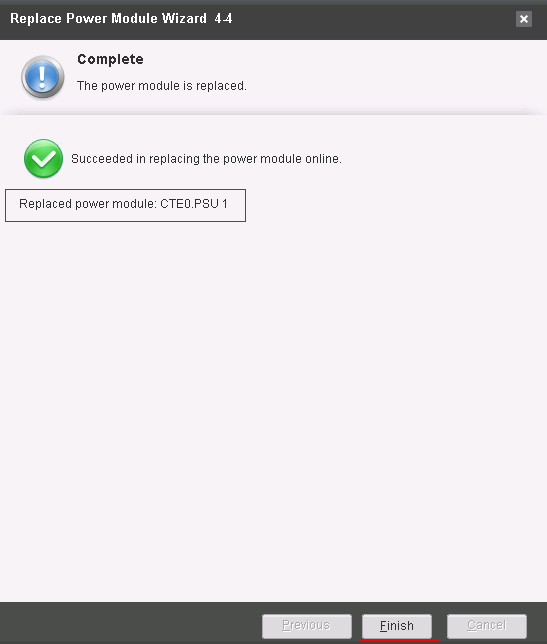 Replace Power Module Wizard 4-4
Complete
The power module is replaced.
Succeeded in replacing the power module online.
Replaced power module: CTE0.PSU 1
Previous
Finish
Cancel